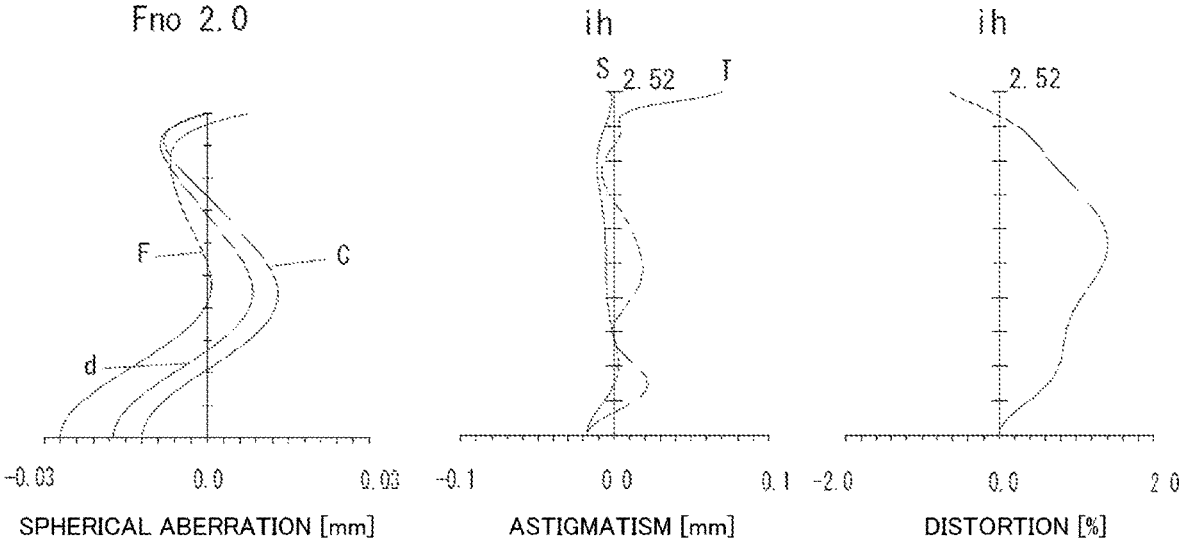 Fno 2.0
F
C
d
-0.03 0.0 0.03
SPHERICAL ABERRATION [mm]
ih
S 2.52 T
-0.1 0.0 0.1
ASTIGMATISM [mm]
ih
2.52
-2.0 0.0 2.0
DISTORTION [%]